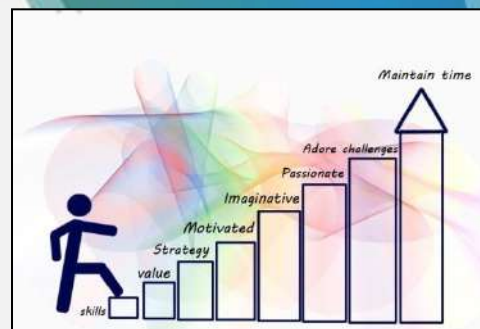 Maintain time
Adore challenges
Passionate
Imaginative
Motivated
Strategy
value
skills